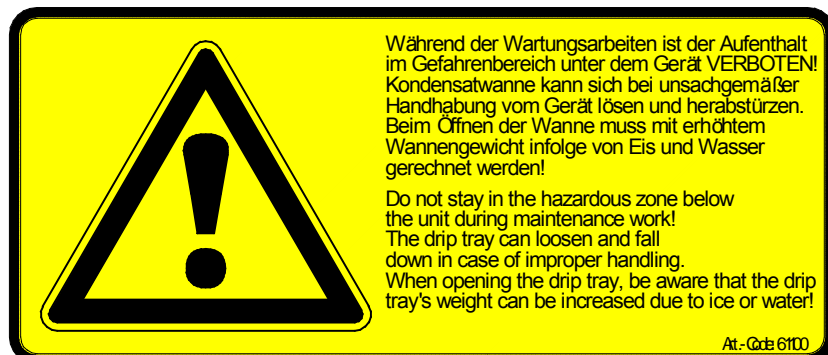 Während der Wartungsarbeiten ist der Aufenthalt
im Gefahrenbereich unter dem Gerät VERBOTEN!
Kondensatwanne kann sich bei unsachgemäßer
Handhabung vom Gerät lösen und herabstürzen.
Beim Öffnen der Wanne muss mit erhöhtem
Wannengewicht infolge von Eis und Wasser
gerechnet werden!
Do not stay in the hazardous zone below
the unit during maintenance work!
The drip tray can loosen and fall
down in case of improper handling.
When opening the drip tray, be aware that the drip
tray's weight can be increased due to ice or water!
Art.-Code: 61100